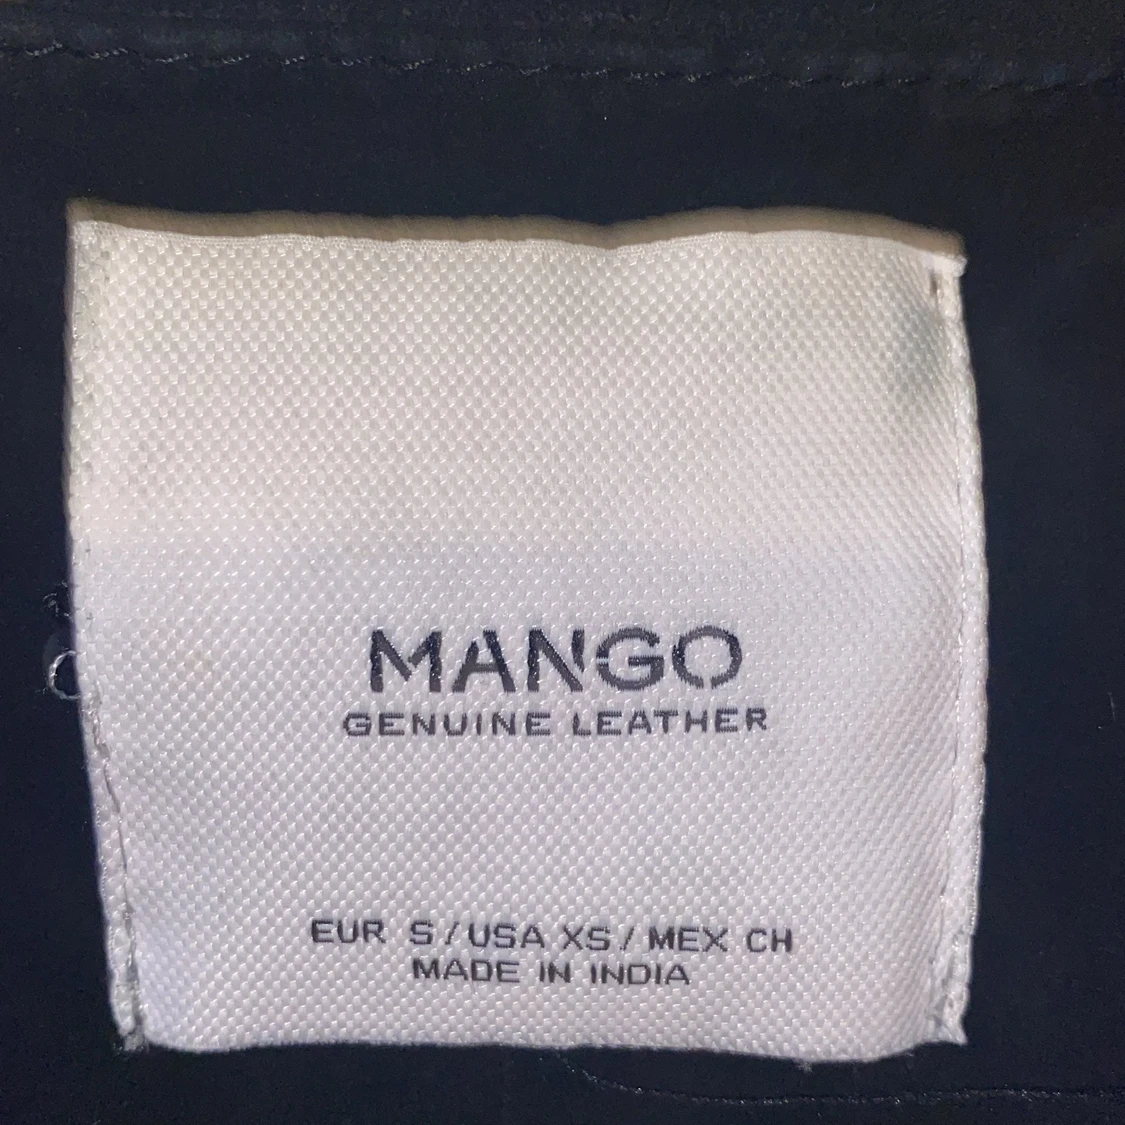 MANGO
GENUINE LEATHER
EUR S / USA XS / MEX CH
MADE IN INDIA